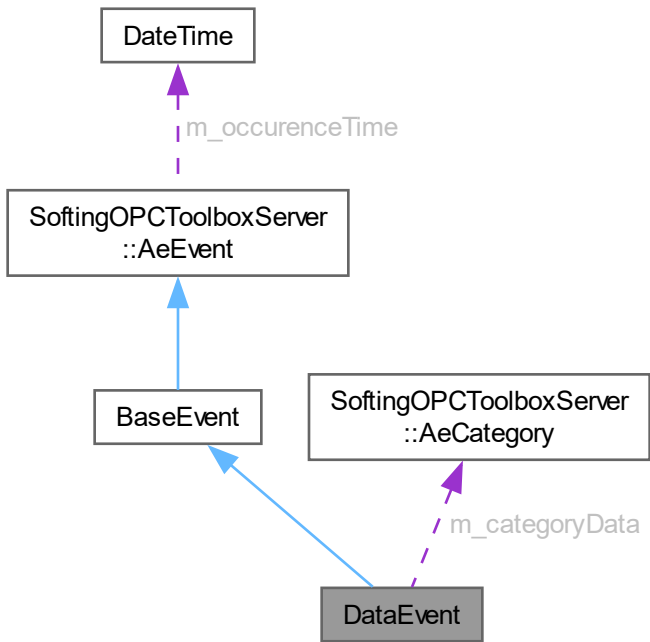 DateTime
m_occurenceTime
SoftingOPCToolboxServer
::AeEvent
BaseEvent
SoftingOPCToolboxServer
::AeCategory
m_categoryData
DataEvent